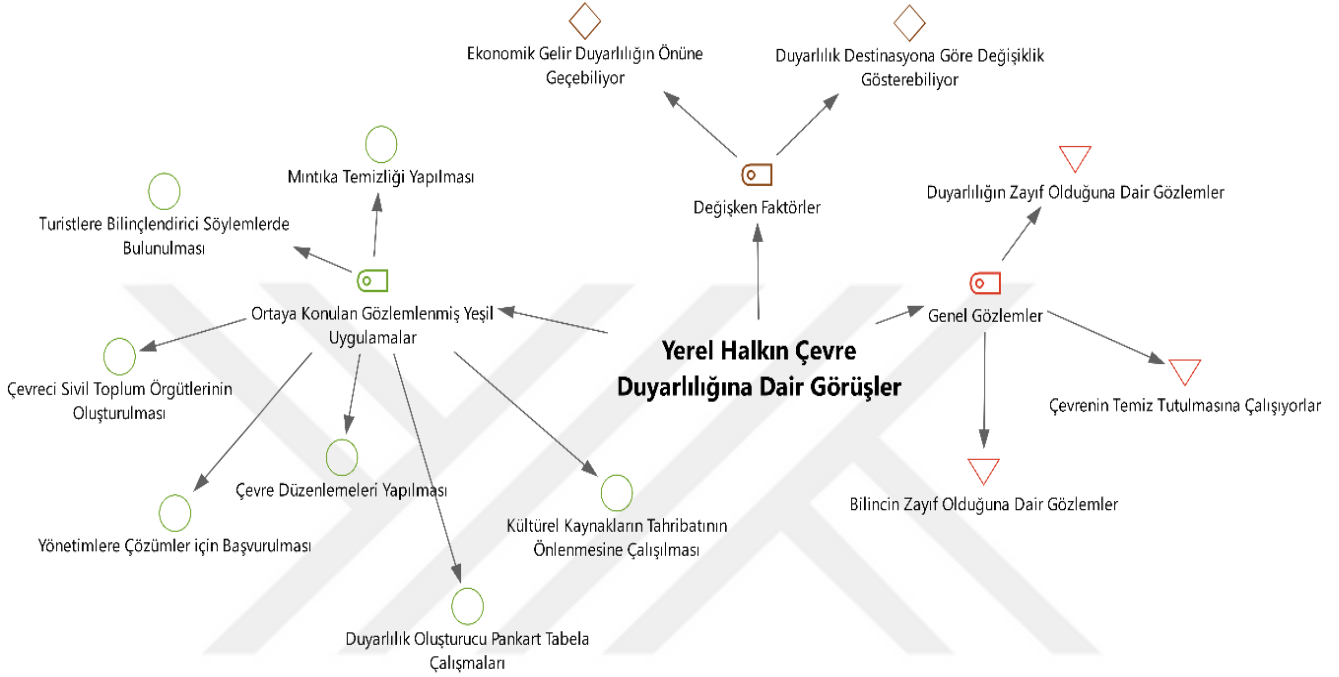 Ekonomik Gelir Duyarlılığın Önüne
Geçebiliyor
Duyarlılık Destinasyona Göre Değişiklik
Gösterebiliyor
Mıntıka Temizliği Yapılması
Duyarlılığın Zayıf Olduğuna Dair Gözlemler
Değişken Faktörler
Turistlere Bilinçlendirici Söylemlerde
Bulunulması
Ortaya Konulan Gözlemlenmiş Yeşil
Uygulamalar
Genel Gözlemler
Yerel Halkın Çevre
Duyarlılığına Dair Görüşler
Çevreci Sivil Toplum Örgütlerinin
Oluşturulması
Çevrenin Temiz Tutulmasına Çalışıyorlar
Çevre Düzenlemeleri Yapılması
Bilincin Zayıf Olduğuna Dair Gözlemler
Kültürel Kaynakların Tahribatının
Önlenmesine Çalışılması
Yönetimlere Çözümler için Başvurulması
Duyarlılık Oluşturucu Pankart Tabela
Çalışmaları